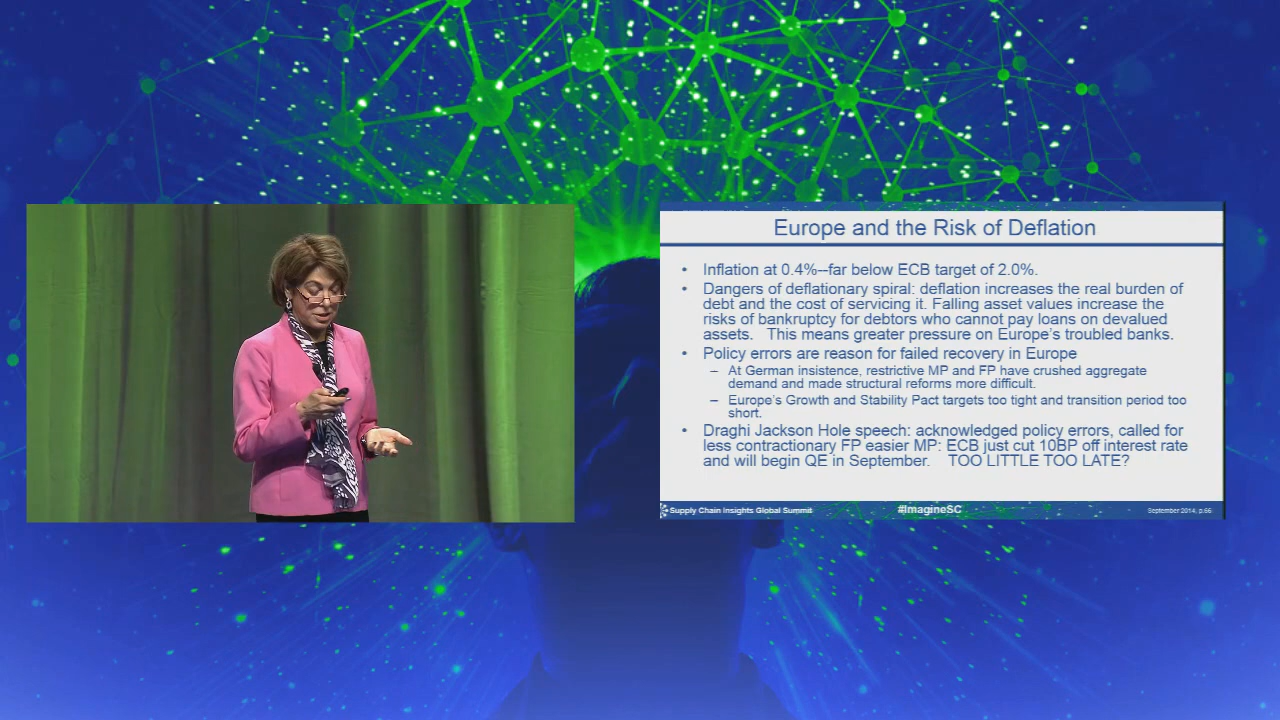 Europe and the Risk of Deflation
• Inflation at 0.4%--far below ECB target of 2.0%.
• Dangers of deflationary spiral: deflation increases the real burden of
debt and the cost of servicing it. Falling asset values increase the
risks of bankruptcy for debtors who cannot pay loans on devalued
assets. This means greater pressure on Europe's troubled banks.
• Policy errors are reason for failed recovery in Europe
– At German insistence, restrictive MP and FP have crushed aggregate
demand and made structural reforms more difficult.
– Europe's Growth and Stability Pact targets too tight and transition period too
short.
• Draghi Jackson Hole speech: acknowledged policy errors, called for
less contractionary FP easier MP: ECB just cut 10BP off interest rate
and will begin QE in September. TOO LITTLE TOO LATE?
Supply Chain Insights Global Summit
#ImagineSC
September 2014, p.66